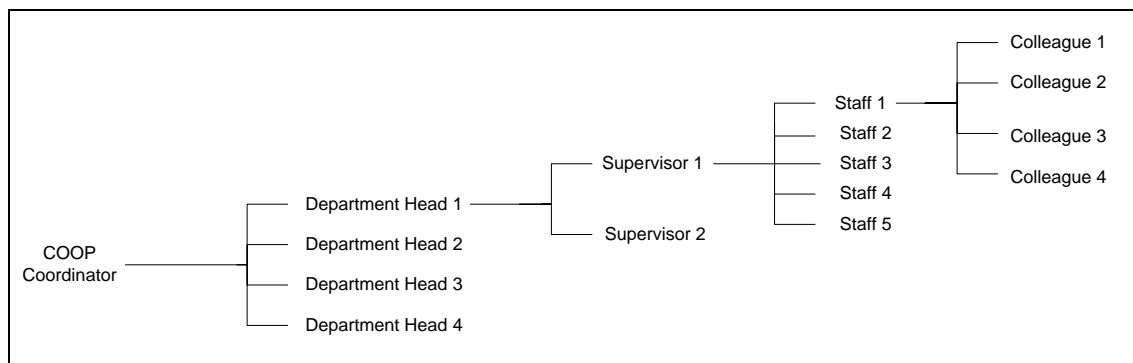 COOP
Coordinator
Department Head 1
Department Head 2
Department Head 3
Department Head 4
Supervisor 1
Supervisor 2
Staff 1
Staff 2
Staff 3
Staff 4
Staff 5
Colleague 1
Colleague 2
Colleague 3
Colleague 4